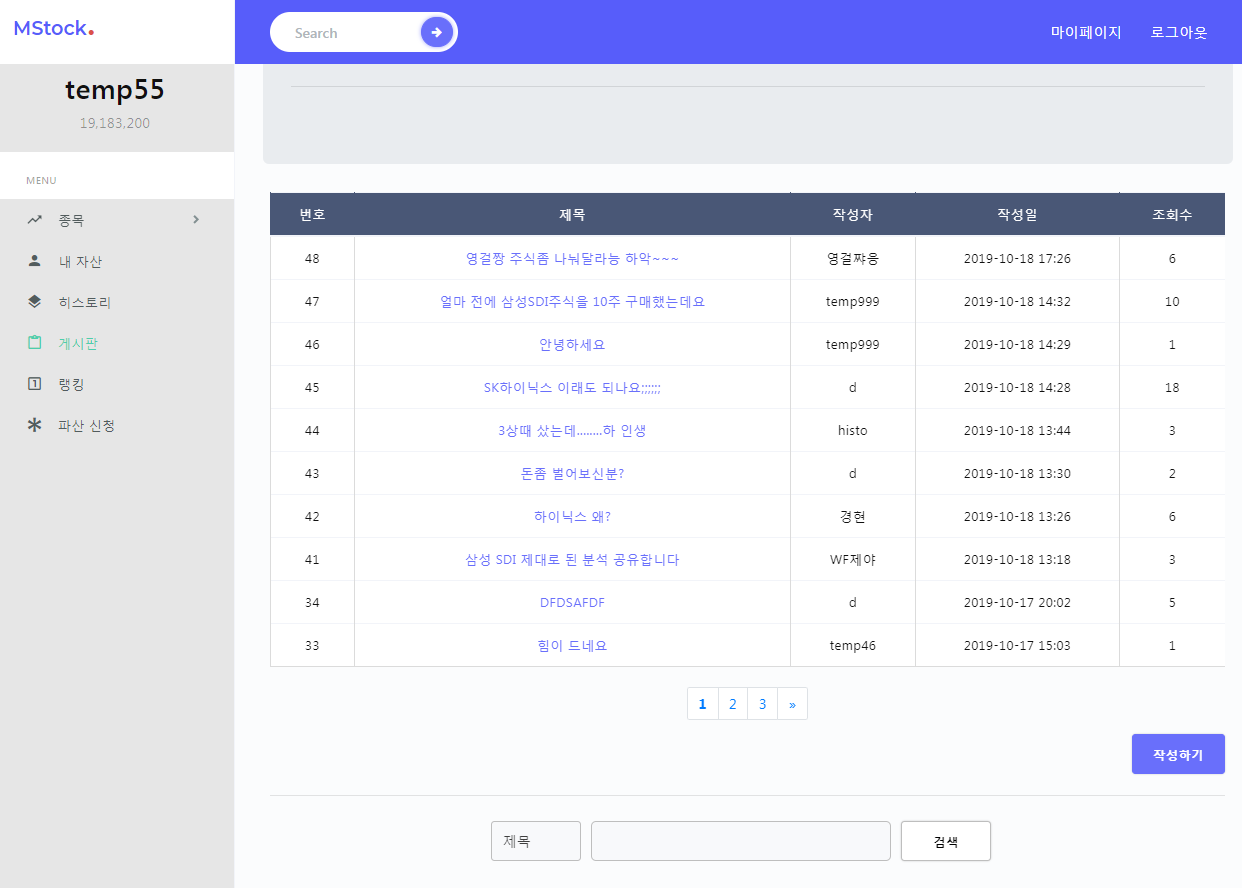 MStock.
Search
마이페이지 로그아웃
temp55
19,183,200
MENU
종목
내 자산
히스토리
게시판
랭킹
파산 신청
번호 제목 작성자 작성일 조회수
48 영걸짱 주식좀 나눠달라능 하악~~~ 영걸쨔응 2019-10-18 17:26 6
47 얼마 전에 삼성SDI주식을 10주 구매했는데요 temp999 2019-10-18 14:32 10
46 안녕하세요 temp999 2019-10-18 14:29 1
45 SK하이닉스 이래도 되나요;;;;;; d 2019-10-18 14:28 18
44 3상때 샀는데........하 인생 histo 2019-10-18 13:44 3
43 돈좀 벌어보신분? d 2019-10-18 13:30 2
42 하이닉스 왜? 경현 2019-10-18 13:26 6
41 삼성 SDI 제대로 된 분석 공유합니다 WF제야 2019-10-18 13:18 3
34 DFDSAFDF d 2019-10-17 20:02 5
33 힘이 드네요 temp46 2019-10-17 15:03 1
1 2 3 »
작성하기
제목 검색